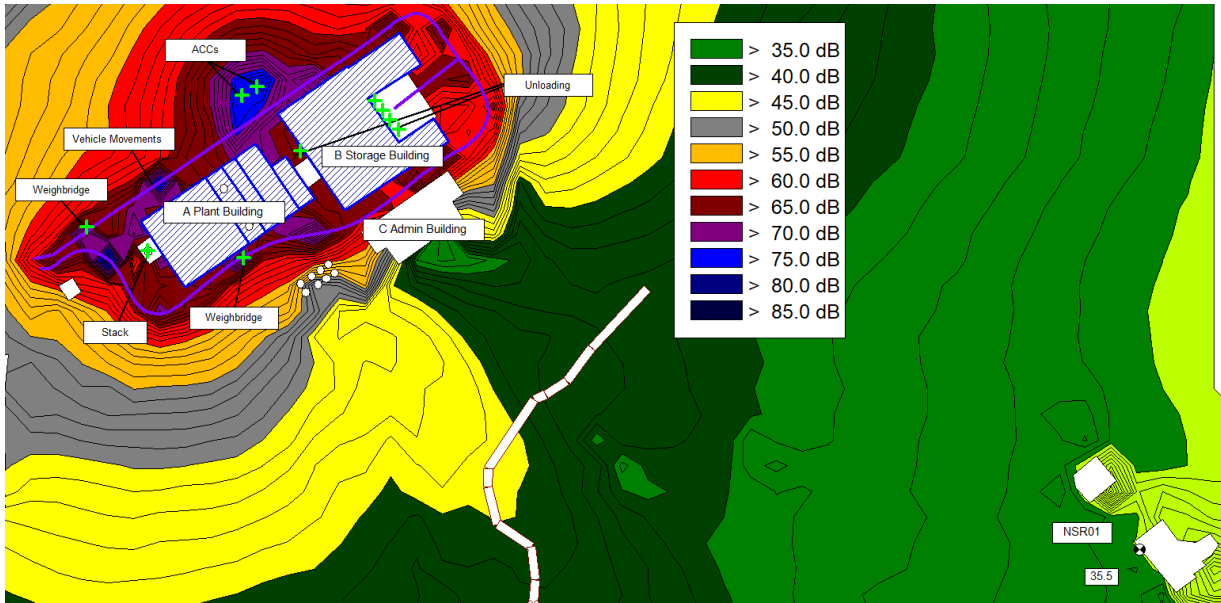 ACCs
Unloading
Vehicle Movements
B Storage Building
Weighbridge
A Plant Building
C Admin Building
Stack
Weighbridge
> 35.0 dB
> 40.0 dB
> 45.0 dB
> 50.0 dB
> 55.0 dB
> 60.0 dB
> 65.0 dB
> 70.0 dB
> 75.0 dB
> 80.0 dB
> 85.0 dB
NSR01
35.5